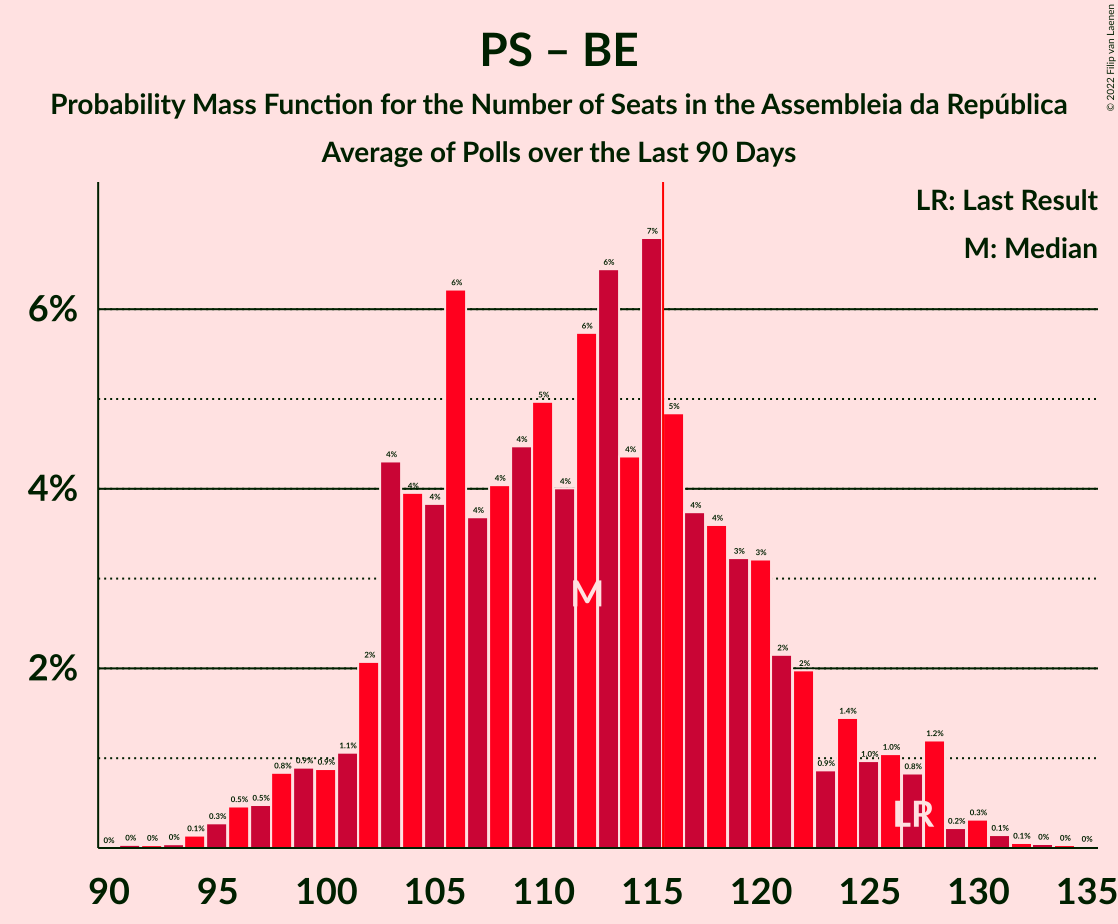 PS – BE
Probability Mass Function for the Number of Seats in the Assembleia da República
Average of Polls over the Last 90 Days
© 2022 Filip van Laenen
LR: Last Result
M: Median
6%
4%
2%
0% 0% 0% 0% 0.1% 0.3% 0.5% 0.5% 0.8% 0.9% 0.9% 1.1% 2% 4% 4% 4% 6% 4% 4% 4% 5% 4% 6% 6% 4% 7% 5% 4% 4% 3% 3% 2% 2% 0.9% 1.4% 1.0% 1.0% 0.8% 1.2% 0.2% 0.3% 0.1% 0.1% 0% 0% 0%
M
LR
90 95 100 105 110 115 120 125 130 135